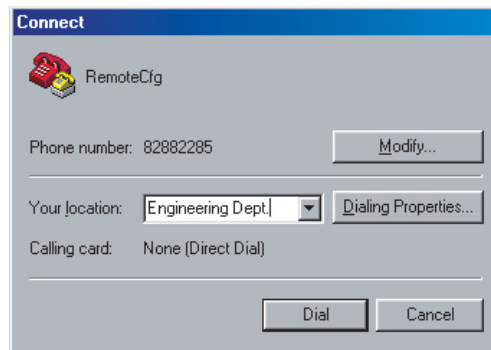 Connect
RemoteCfg
Phone number: 82882285 Modify...
Your location: Engineering Dept. Dialing Properties...
Calling card: None (Direct Dial)
Dial Cancel